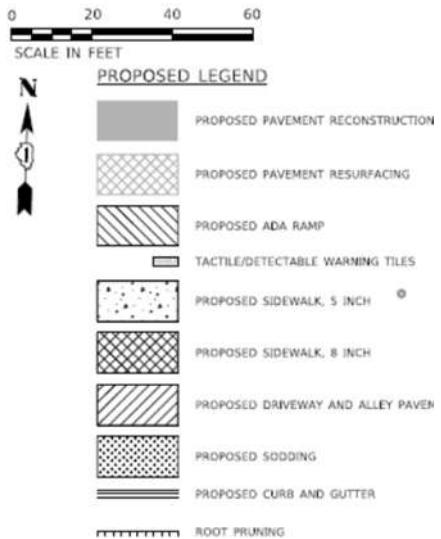 0 20 40 60
SCALE IN FEET
PROPOSED LEGEND
N
1
PROPOSED PAVEMENT RECONSTRUCTION
PROPOSED PAVEMENT RESURFACING
PROPOSED ADA RAMP
TACTILE/DETECTABLE WARNING TILES
PROPOSED SIDEWALK, 5 INCH
PROPOSED SIDEWALK, 8 INCH
PROPOSED DRIVEWAY AND ALLEY PAVEM
PROPOSED SODDING
PROPOSED CURB AND GUTTER
ROOT PRUNING